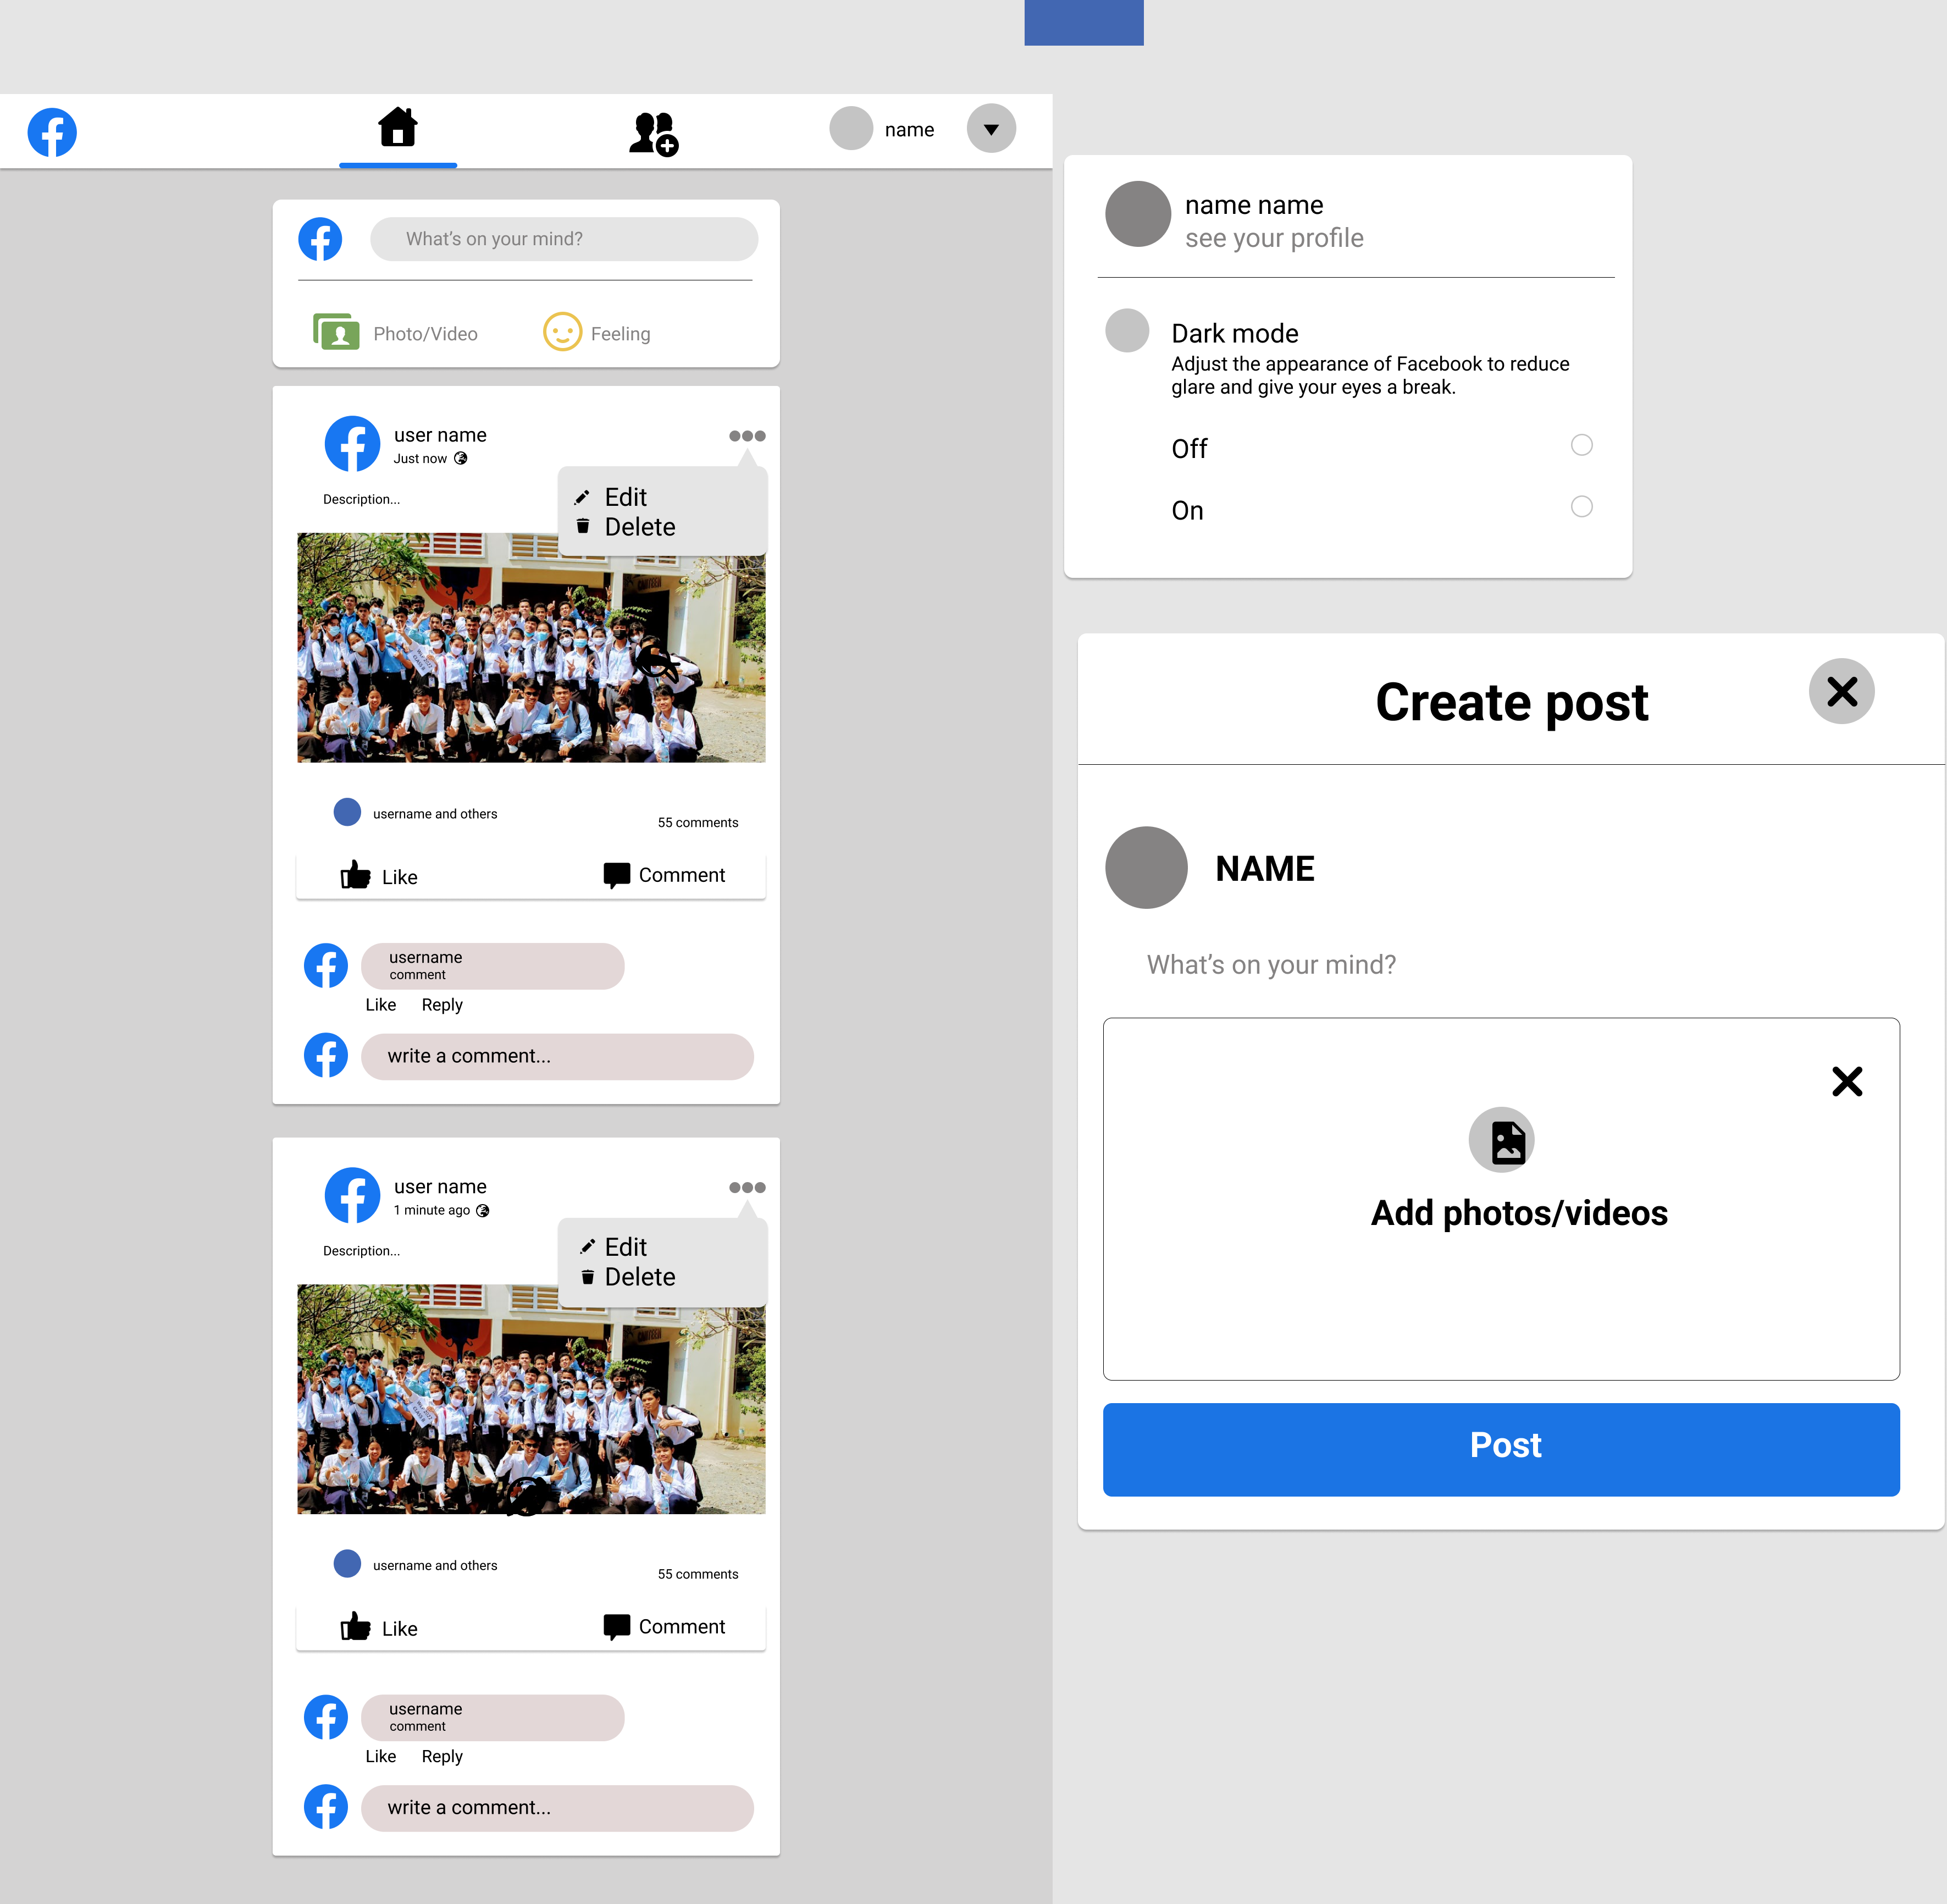 name
What's on your mind?
Photo/Video
Feeling
user name
Just now
Edit
Delete
Description...
username and others
55 comments
Like
Comment
username
comment
Like
Reply
write a comment...
user name
1 minute ago
Edit
Delete
Description...
username and others
55 comments
Like
Comment
username
comment
Like
Reply
write a comment...
name name
see your profile
Dark mode
Adjust the appearance of Facebook to reduce
glare and give your eyes a break.
Off
On
Create post
NAME
What's on your mind?
Add photos/videos
Post